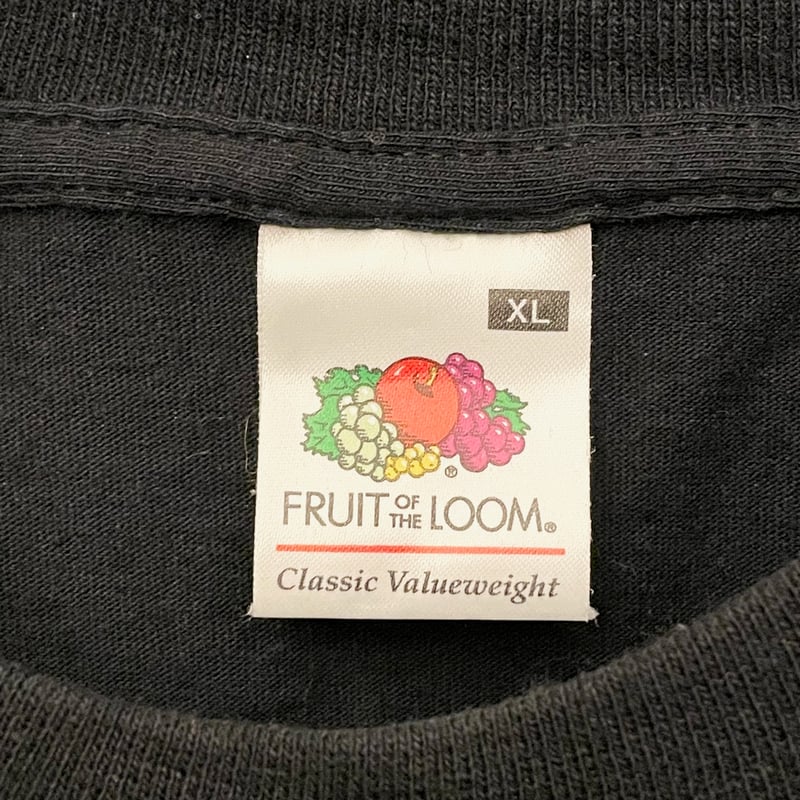 XL
®
FRUIT OF THE LOOM®
Classic Valueweight